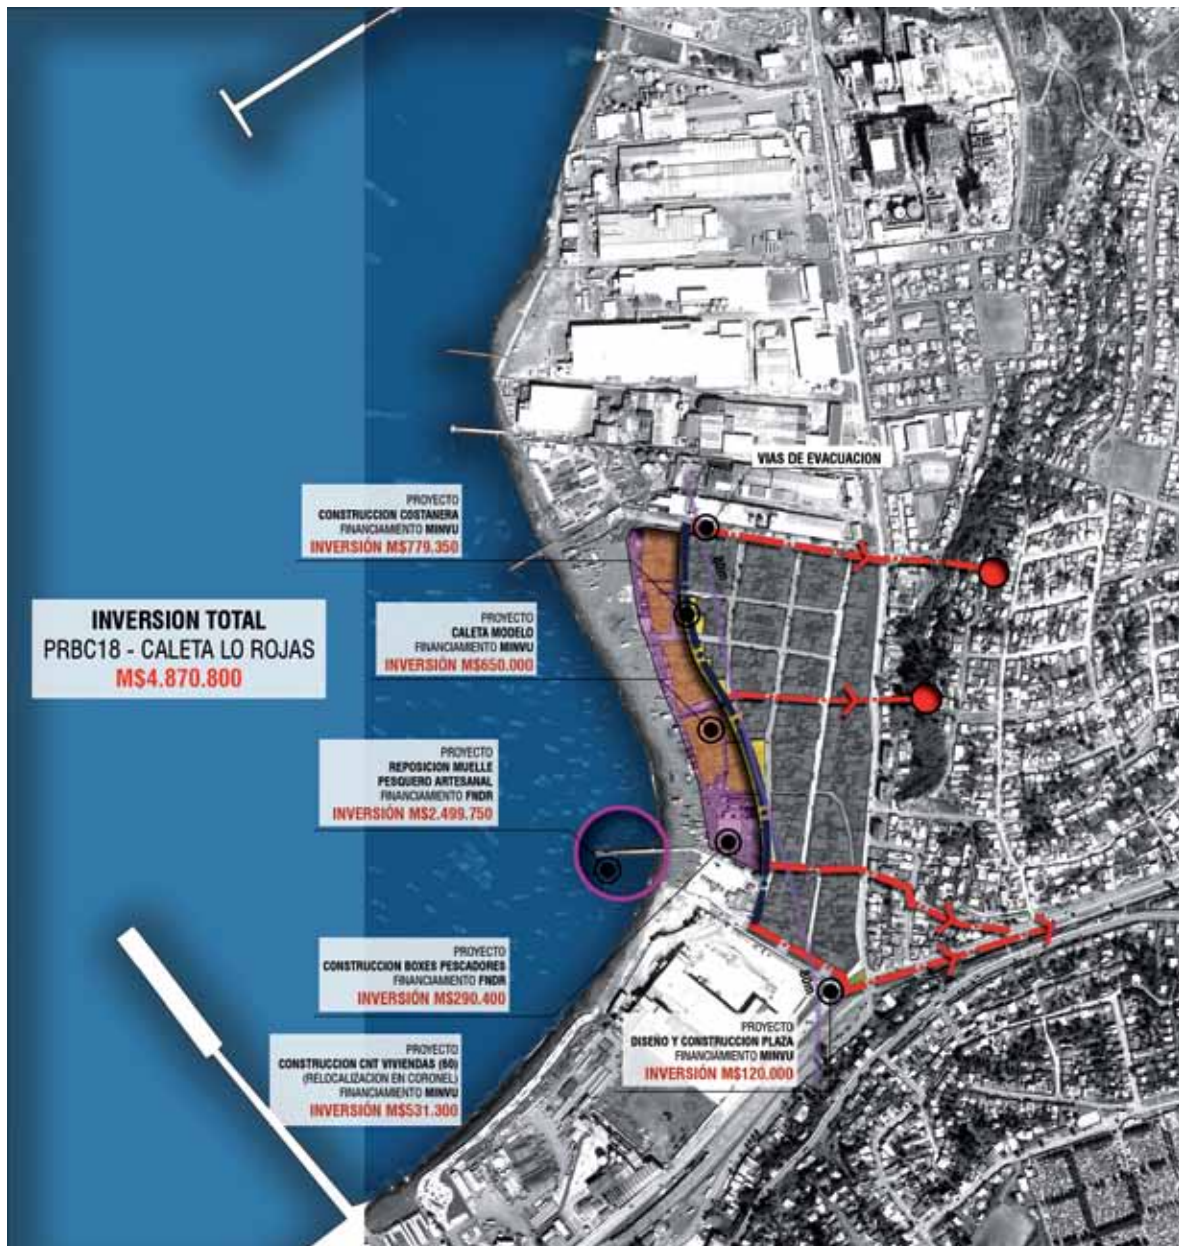 VIAS DE EVACUACION
PROYECTO
CONSTRUCCION COSTANERA
FINANCIAMIENTO MINVU
INVERSIÓN M$779.350
INVERSION TOTAL
PRBC18 - CALETA LO ROJAS
M$4.870.800
PROYECTO
CALETA MODELO
FINANCIAMIENTO MINVU
INVERSIÓN M$650.000
PROYECTO
REPOSICION MUELLE
PESQUERO ARTESANAL
FINANCIAMIENTO FNDR
INVERSIÓN M$2.499.750
PROYECTO
CONSTRUCCION BOXES PESCADORES
FINANCIAMIENTO FNDR
INVERSIÓN M$290.400
PROYECTO
DISEÑO Y CONSTRUCCION PLAZA
FINANCIAMIENTO MINVU
INVERSIÓN M$120.000
PROYECTO
CONSTRUCCION CNT VIVIENDAS (60)
(RELOCALIZACION EN CORONEL)
FINANCIAMIENTO MINVU
INVERSIÓN M$531.300